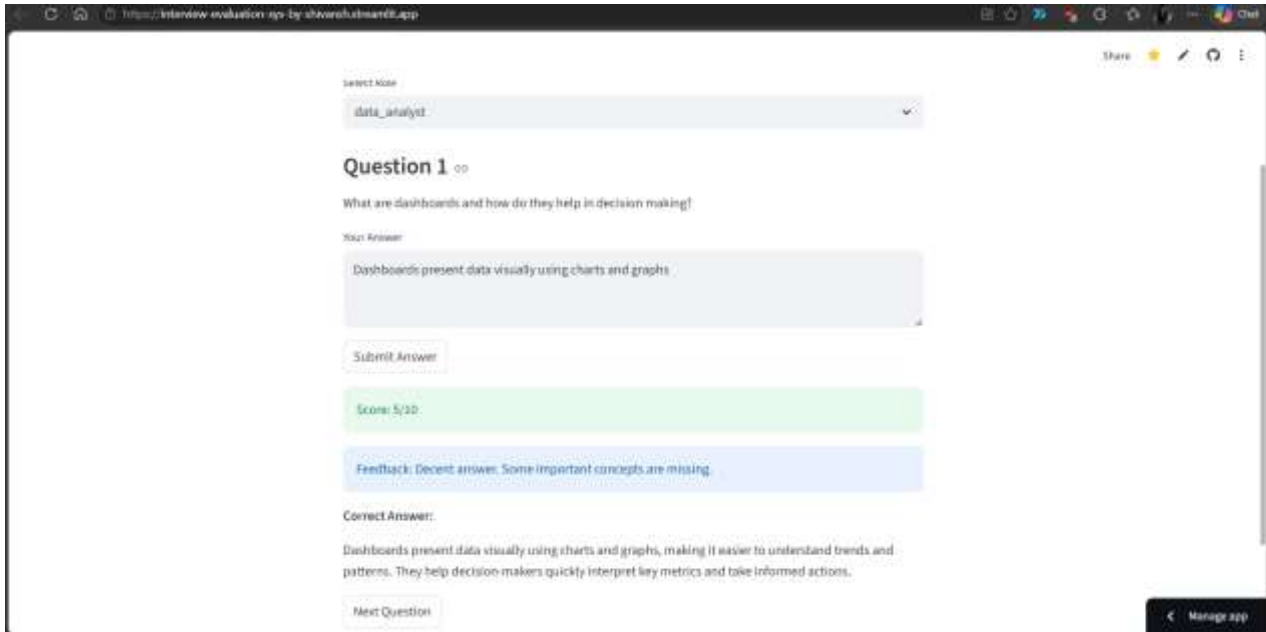 https://interview-evaluation-sys-by-shivansh.streamlit.app
Chat
Share
Select Role
data_analyst
Question 1
What are dashboards and how do they help in decision making?
Your Answer
Dashboards present data visually using charts and graphs
Submit Answer
Score: 5/10
Feedback: Decent answer. Some important concepts are missing.
Correct Answer:
Dashboards present data visually using charts and graphs, making it easier to understand trends and
patterns. They help decision-makers quickly interpret key metrics and take informed actions.
Next Question
Manage app